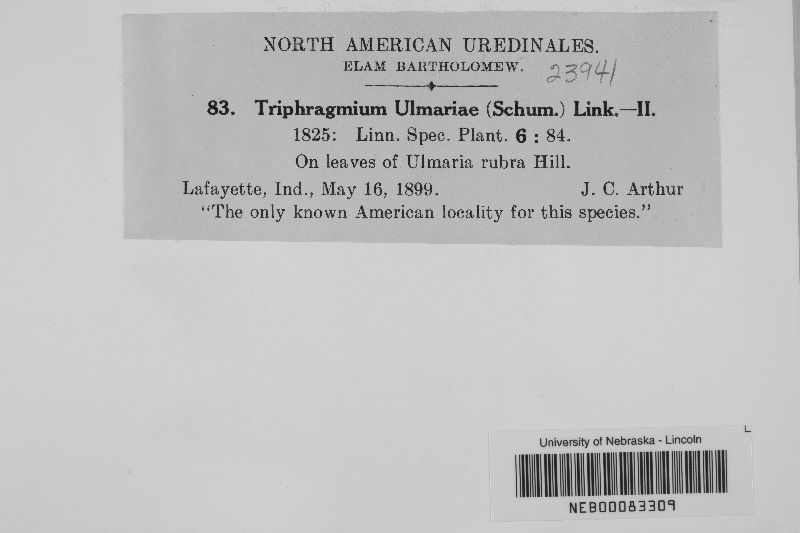 NORTH AMERICAN UREDINALES.
ELAM BARTHOLOMEW.
23941
83. Triphragmium Ulmariae (Schum.) Link.—II.
1825: Linn. Spec. Plant. 6 : 84.
On leaves of Ulmaria rubra Hill.
Lafayette, Ind., May 16, 1899. J. C. Arthur
“The only known American locality for this species.”
University of Nebraska - Lincoln
NEB00083309